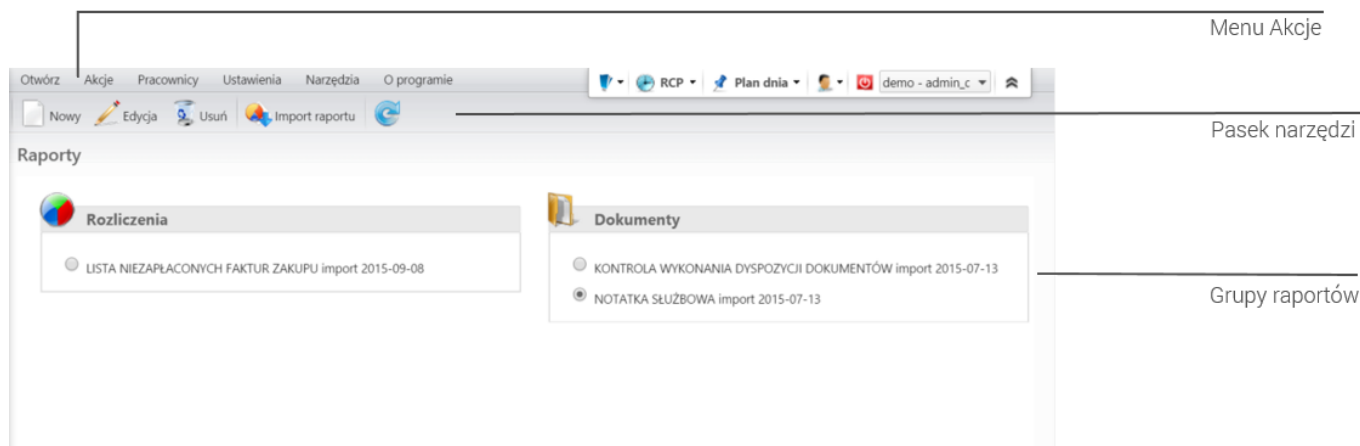 Menu Akcje
Otwórz Akcje Pracownicy Ustawienia Narzędzia O programie
RCP Plan dnia demo - admin_c
Nowy Edycja Usuń Import raportu
Pasek narzędzi
Raporty
Rozliczenia
LISTA NIEZAPŁACONYCH FAKTUR ZAKUPU import 2015-09-08
Dokumenty
KONTROLA WYKONANIA DYSPOZYCJI DOKUMENTÓW import 2015-07-13
NOTATKA SŁUŻBOWA import 2015-07-13
Grupy raportów